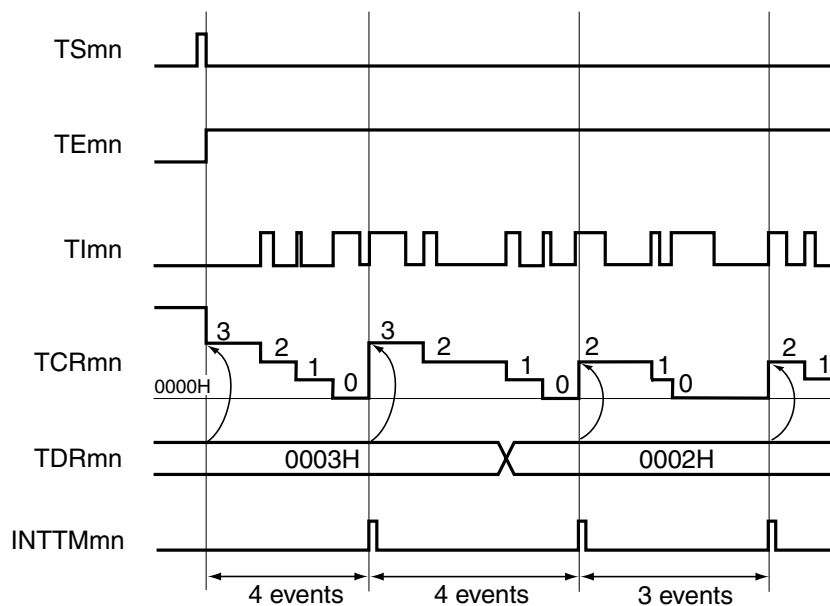 TSmn
TEmn
TImn
TCRmn
3
2
1
0
3
2
1
0
2
1
0
2
1
0000H
TDRmn
0003H
0002H
INTTMmn
4 events
4 events
3 events